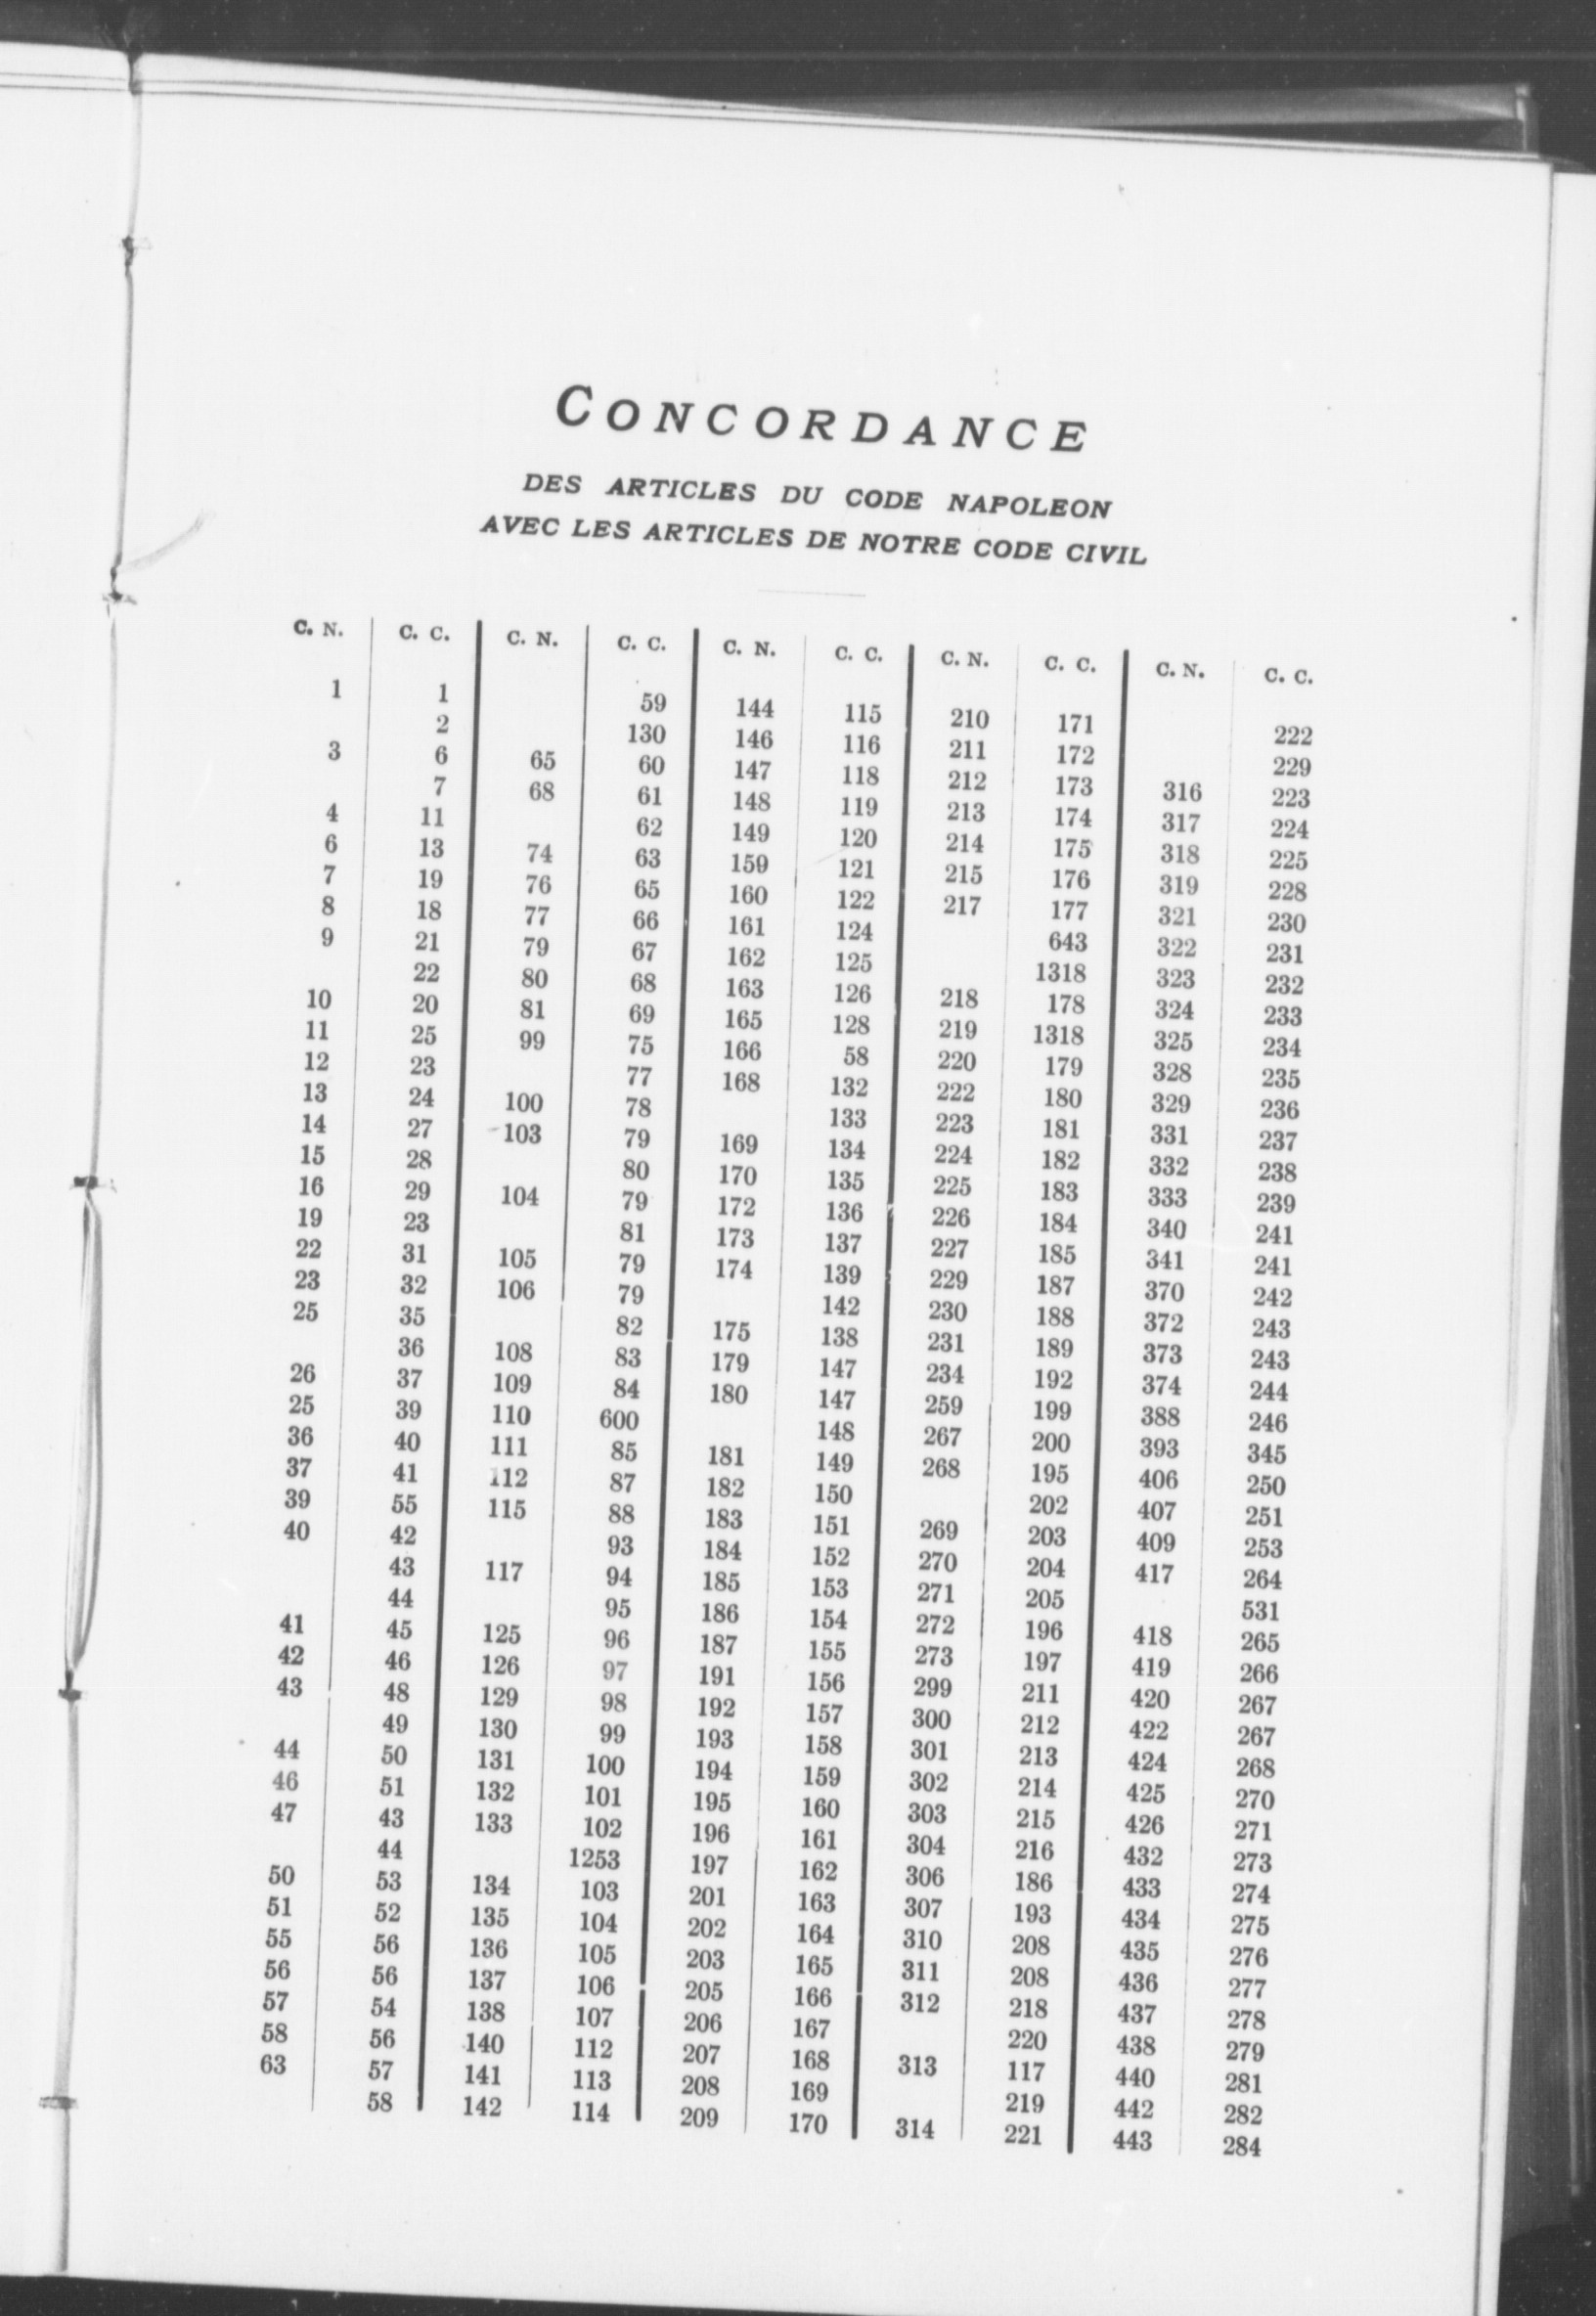 CONCORDANCE
DES ARTICLES DU CODE NAPOLEON
AVEC LES ARTICLES DE NOTRE CODE CIVIL
C. N. C. C. C. N. C. C. C. N. C. C. C. N. C. C. C. N. C. C.
1 1 59 144 115 210 171 222
2 130 146 116 211 172 229
3 6 65 60 147 118 212 173 316 223
7 68 61 148 119 213 174 317 224
4 11 62 149 120 214 175 318 225
6 13 74 63 159 121 215 176 319 228
7 19 76 65 160 122 217 177 321 230
8 18 77 66 161 124 643 322 231
9 21 79 67 162 125 1318 323 232
22 80 68 163 126 218 178 324 233
10 20 81 69 165 128 219 1318 325 234
11 25 99 75 166 58 220 179 328 235
12 23 77 168 132 222 180 329 236
13 24 100 78 133 223 181 331 237
14 27 103 79 169 134 224 182 332 238
15 28 80 170 135 225 183 333 239
16 29 104 79 172 136 226 184 340 241
19 23 81 173 137 227 185 341 241
22 31 105 79 174 139 229 187 370 242
23 32 106 79 142 230 188 372 243
25 35 82 175 138 231 189 373 243
36 108 83 179 147 234 192 374 244
26 37 109 84 180 147 259 199 388 246
25 39 110 600 148 267 200 393 345
36 40 111 85 181 149 268 195 406 250
37 41 112 87 182 150 202 407 251
39 55 115 88 183 151 269 203 409 253
40 42 93 184 152 270 204 417 264
43 117 94 185 153 271 205 531
44 95 186 154 272 196 418 265
41 45 125 96 187 155 273 197 419 266
42 46 126 97 191 156 299 211 420 267
43 48 129 98 192 157 300 212 422 267
49 130 99 193 158 301 213 424 268
44 50 131 100 194 159 302 214 425 270
46 51 132 101 195 160 303 215 426 271
47 43 133 102 196 161 304 216 432 273
44 1253 197 162 306 186 433 274
50 53 134 103 201 163 307 193 434 275
51 52 135 104 202 164 310 208 435 276
55 56 136 105 203 165 311 208 436 277
56 56 137 106 205 166 312 218 437 278
57 54 138 107 206 167 220 438 279
58 56 140 112 207 168 313 117 440 281
63 57 141 113 208 169 219 442 282
58 142 114 209 170 314 221 443 284